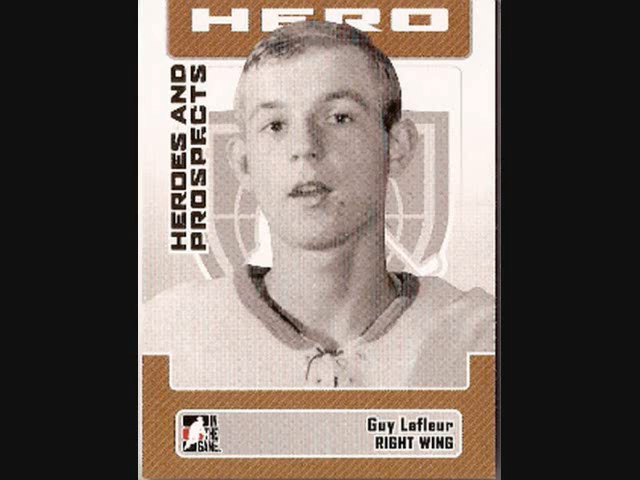 HERO
HEROES AND
PROSPECTS
Guy Lafleur
RIGHT WING
IN
THE
GAME